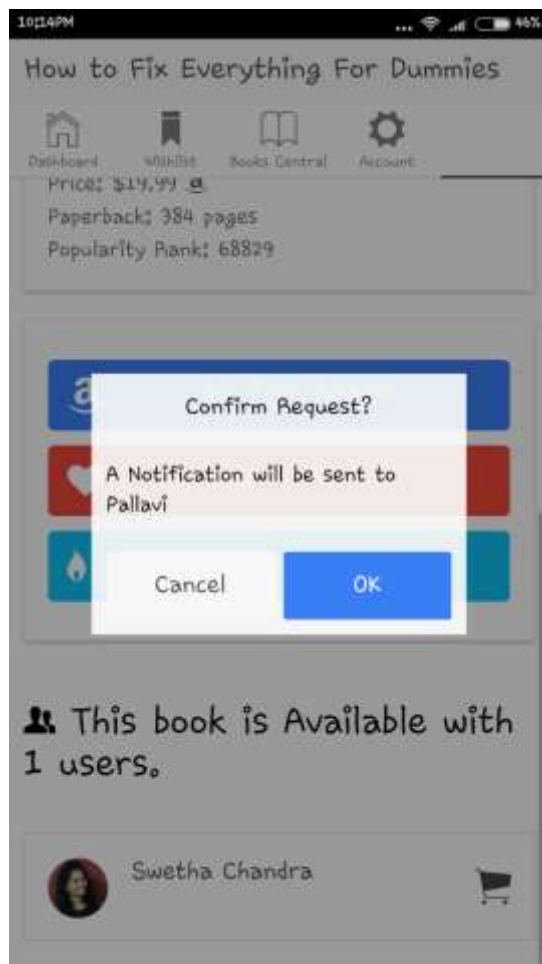 10:14PM
46%
How to Fix Everything For Dummies
Dashboard Wishlist Books Central Account
Price: $19.99 a
Paperback: 384 pages
Popularity Rank: 68829
a
Confirm Request?
A Notification will be sent to
Pallavi
Cancel OK
This book is Available with
1 users.
Swetha Chandra